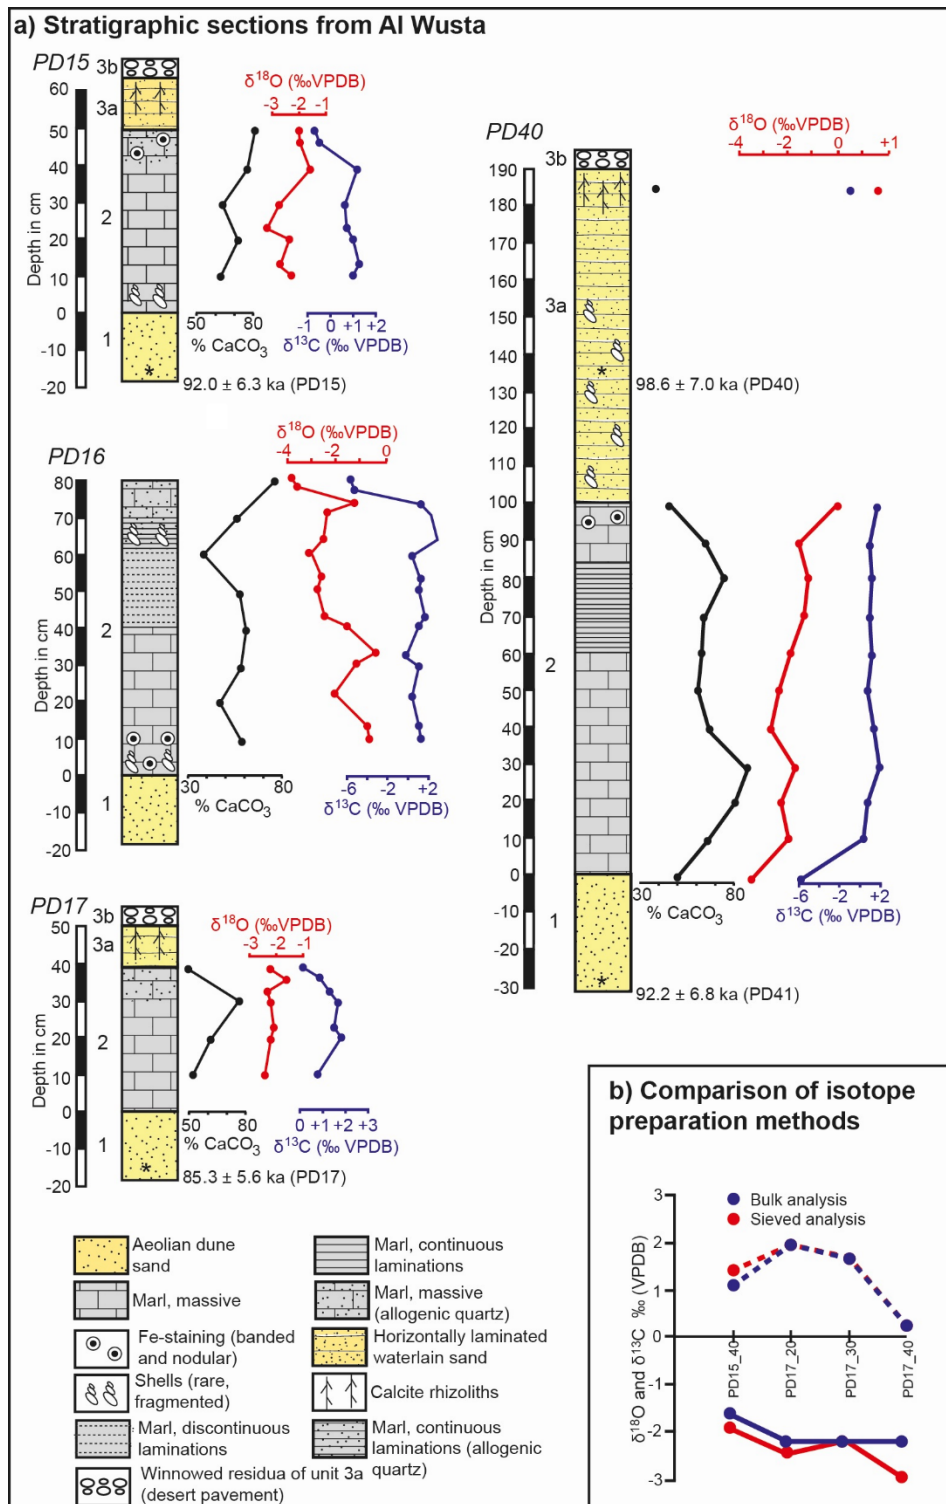 a) Stratigraphic sections from Al Wusta
PD15
3b
3a
2
1
Depth in cm
60
50
40
30
20
10
0
-10
-20
δ18O (‰VPDB)
-3 -2 -1
50 80
% CaCO3
-1 0 +1 +2
δ13C (‰ VPDB)
*
92.0 ± 6.3 ka (PD15)
PD16
2
1
Depth in cm
80
70
60
50
40
30
20
10
0
-10
-20
δ18O (‰VPDB)
-4 -2 0
30 80
% CaCO3
-6 -2 +2
δ13C (‰ VPDB)
PD17
3b
3a
2
1
Depth in cm
50
40
30
20
10
0
-10
-20
δ18O (‰VPDB)
-3 -2 -1
50 80
% CaCO3
0 +1 +2 +3
δ13C (‰ VPDB)
*
85.3 ± 5.6 ka (PD17)
PD40
3b
3a
2
1
Depth in cm
Depth in cm
190
180
170
160
150
140
130
120
110
100
90
80
70
60
50
40
30
20
10
0
-10
-20
-30
δ18O (‰VPDB)
-4 -2 0 +1
*
98.6 ± 7.0 ka (PD40)
30 80
% CaCO3
-6 +2
δ13C (‰ VPDB)
*
92.2 ± 6.8 ka (PD41)
Aeolian dune
sand
Marl, massive
Fe-staining (banded
and nodular)
Shells (rare,
fragmented)
Marl, discontinuous
laminations
Winnowed residua of unit 3a
(desert pavement)
Marl, continuous
laminations
Marl, massive
(allogenic quartz)
Horizontally laminated
waterlain sand
Calcite rhizoliths
Marl, continuous
laminations (allogenic
quartz)
b) Comparison of isotope
preparation methods
Bulk analysis
Sieved analysis
δ18O and δ13C ‰ (VPDB)
3
2
1
0
-1
-2
-3
PD15_40
PD17_20
PD17_30
PD17_40